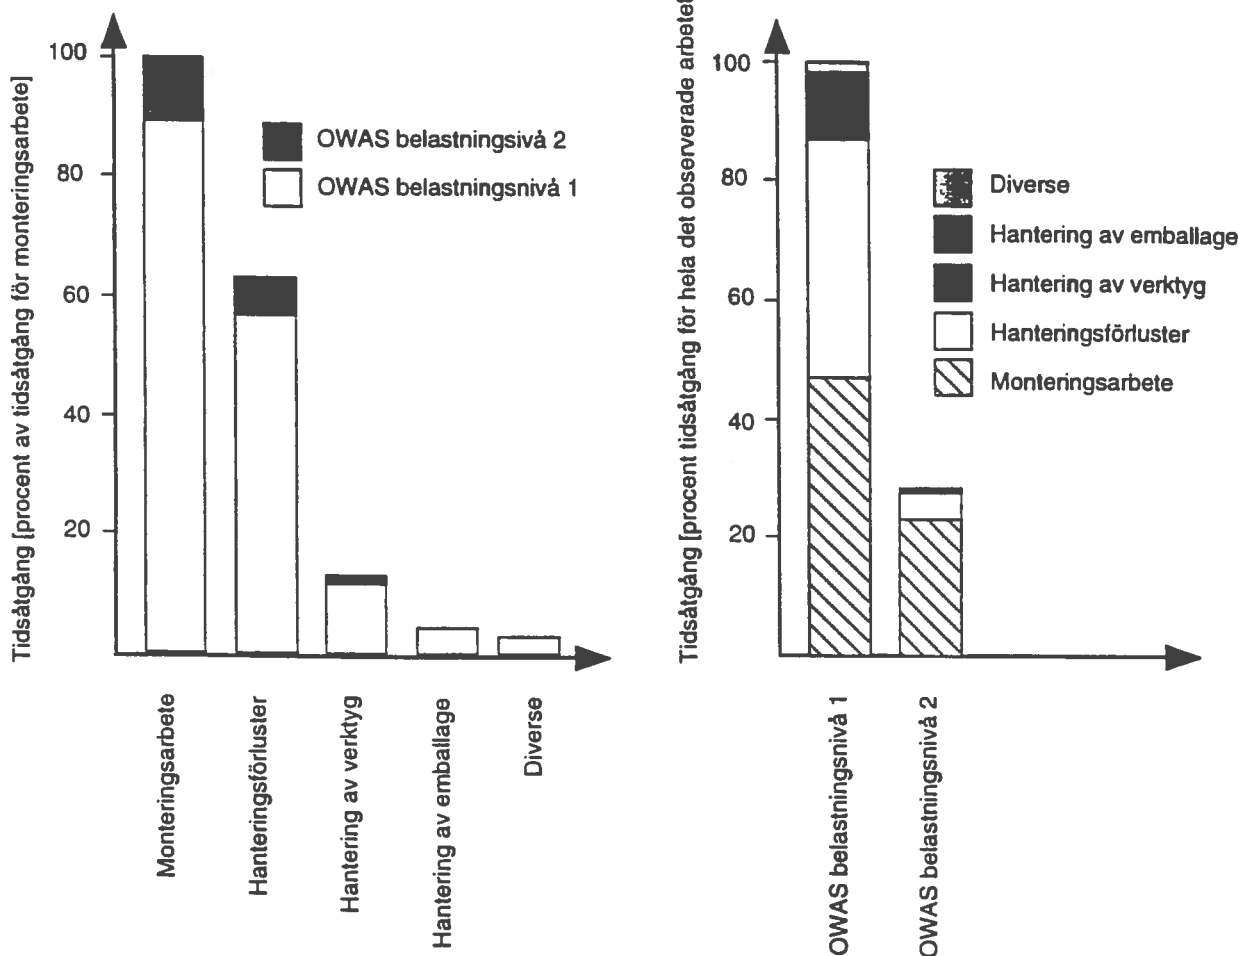 Tidsåtgång [procent av tidsåtgång för monteringsarbete]
100
80
60
40
20
OWAS belastningsivå 2
OWAS belastningsnivå 1
Monteringsarbete
Hanteringsförluster
Hantering av verktyg
Hantering av emballage
Diverse
Tidsåtgång [procent tidsåtgång för hela det observerade arbetet
100
80
60
40
20
Diverse
Hantering av emballage
Hantering av verktyg
Hanteringsförluster
Monteringsarbete
OWAS belastningsnivå 1
OWAS belastningsnivå 2